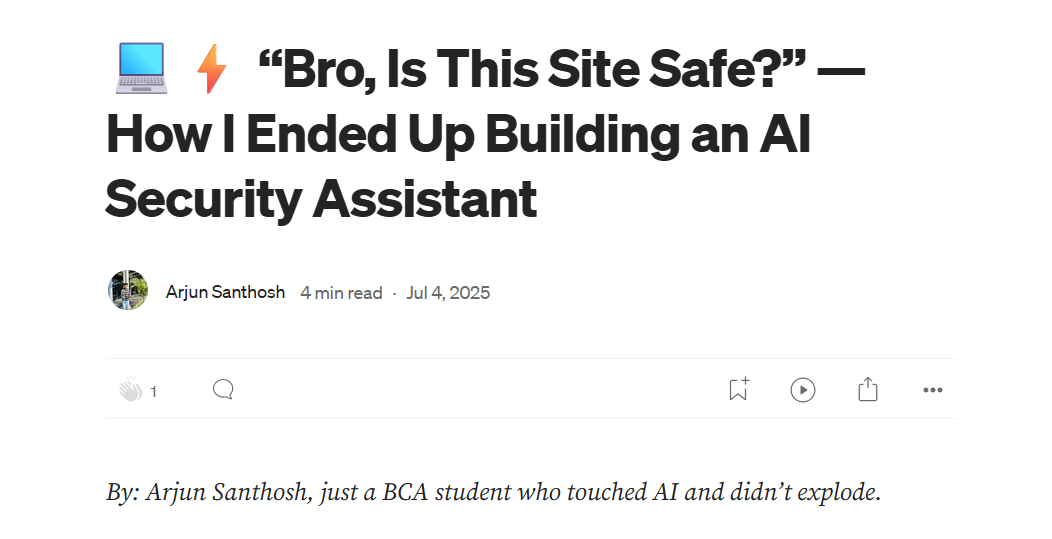 💻⚡ “Bro, Is This Site Safe?” —
How I Ended Up Building an AI
Security Assistant
Arjun Santhosh 4 min read · Jul 4, 2025
1
By: Arjun Santhosh, just a BCA student who touched AI and didn’t explode.